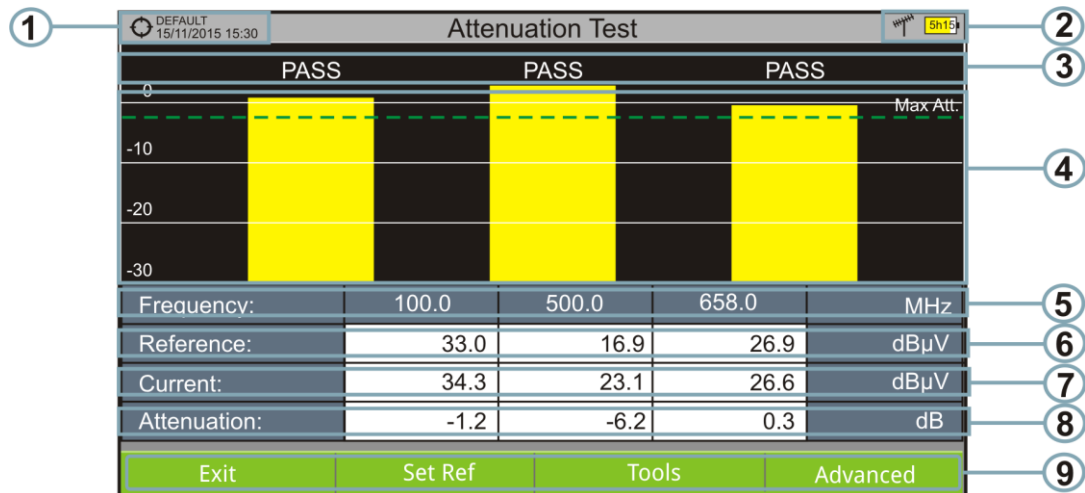 DEFAULT
15/11/2015 15:30
Attenuation Test
5h15
1
2
PASS PASS PASS
3
0
Max Att.
-10
4
-20
-30
Frequency: 100.0 500.0 658.0 MHz
5
Reference: 33.0 16.9 26.9 dBµV
6
Current: 34.3 23.1 26.6 dBµV
7
Attenuation: -1.2 -6.2 0.3 dB
8
Exit Set Ref Tools Advanced
9